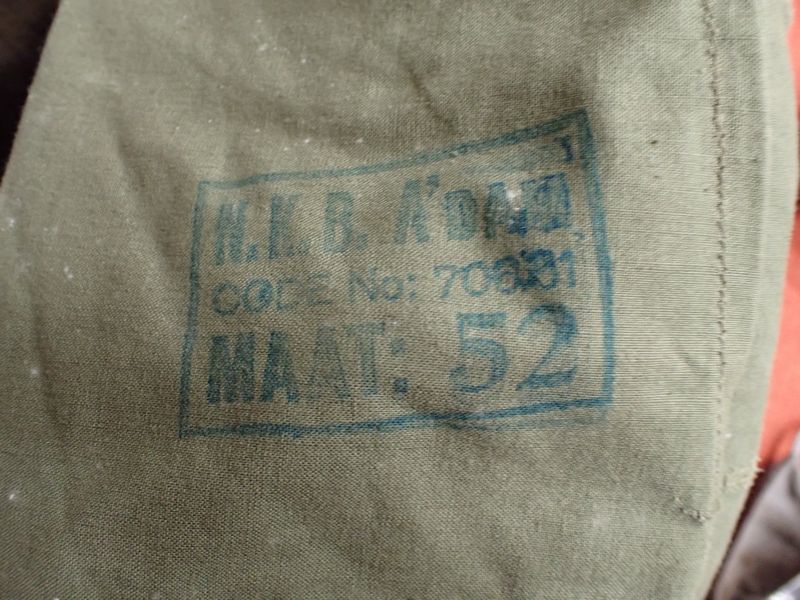 N.K.B. A'DAM
CODE No:
MAAT: 52